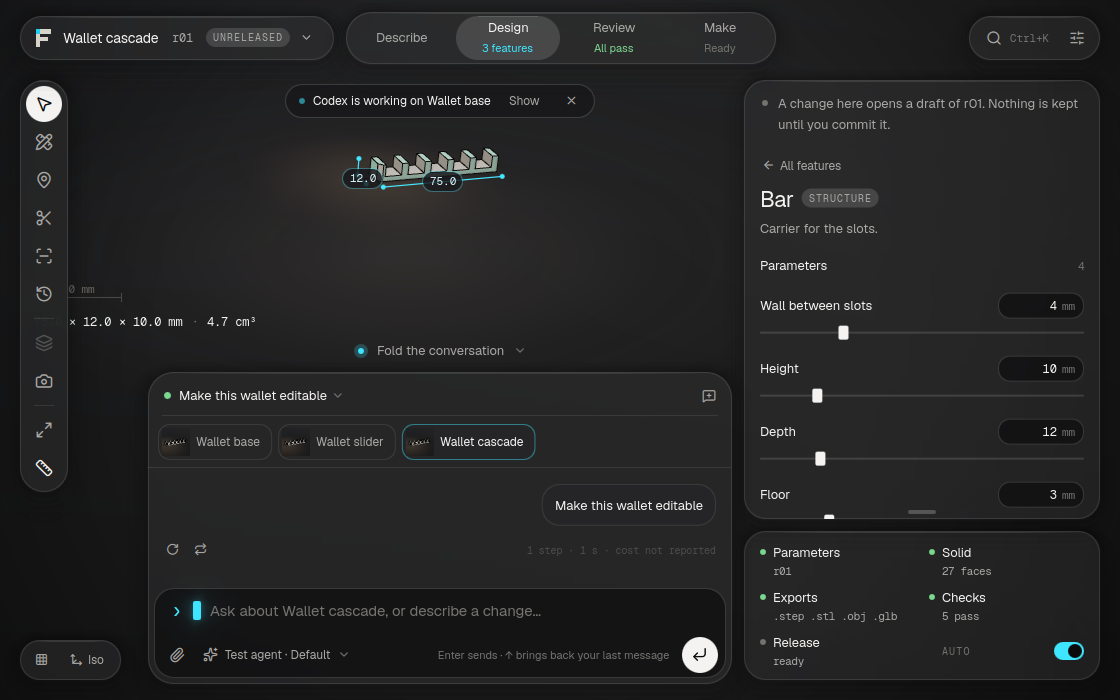 Wallet cascade r01 UNRELEASED
Describe
Design
3 features
Review
All pass
Make
Ready
Ctrl+K
Codex is working on Wallet base Show
12.0
75.0
0 mm
× 12.0 × 10.0 mm · 4.7 cm³
Fold the conversation
Make this wallet editable
Wallet base
Wallet slider
Wallet cascade
Make this wallet editable
1 step · 1 s · cost not reported
Ask about Wallet cascade, or describe a change...
Test agent · Default
Enter sends · ↑ brings back your last message
Iso
A change here opens a draft of r01. Nothing is kept
until you commit it.
All features
Bar STRUCTURE
Carrier for the slots.
Parameters 4
Wall between slots 4 mm
Height 10 mm
Depth 12 mm
Floor 3 mm
Parameters
r01
Solid
27 faces
Exports
.step .stl .obj .glb
Checks
5 pass
Release
ready
AUTO